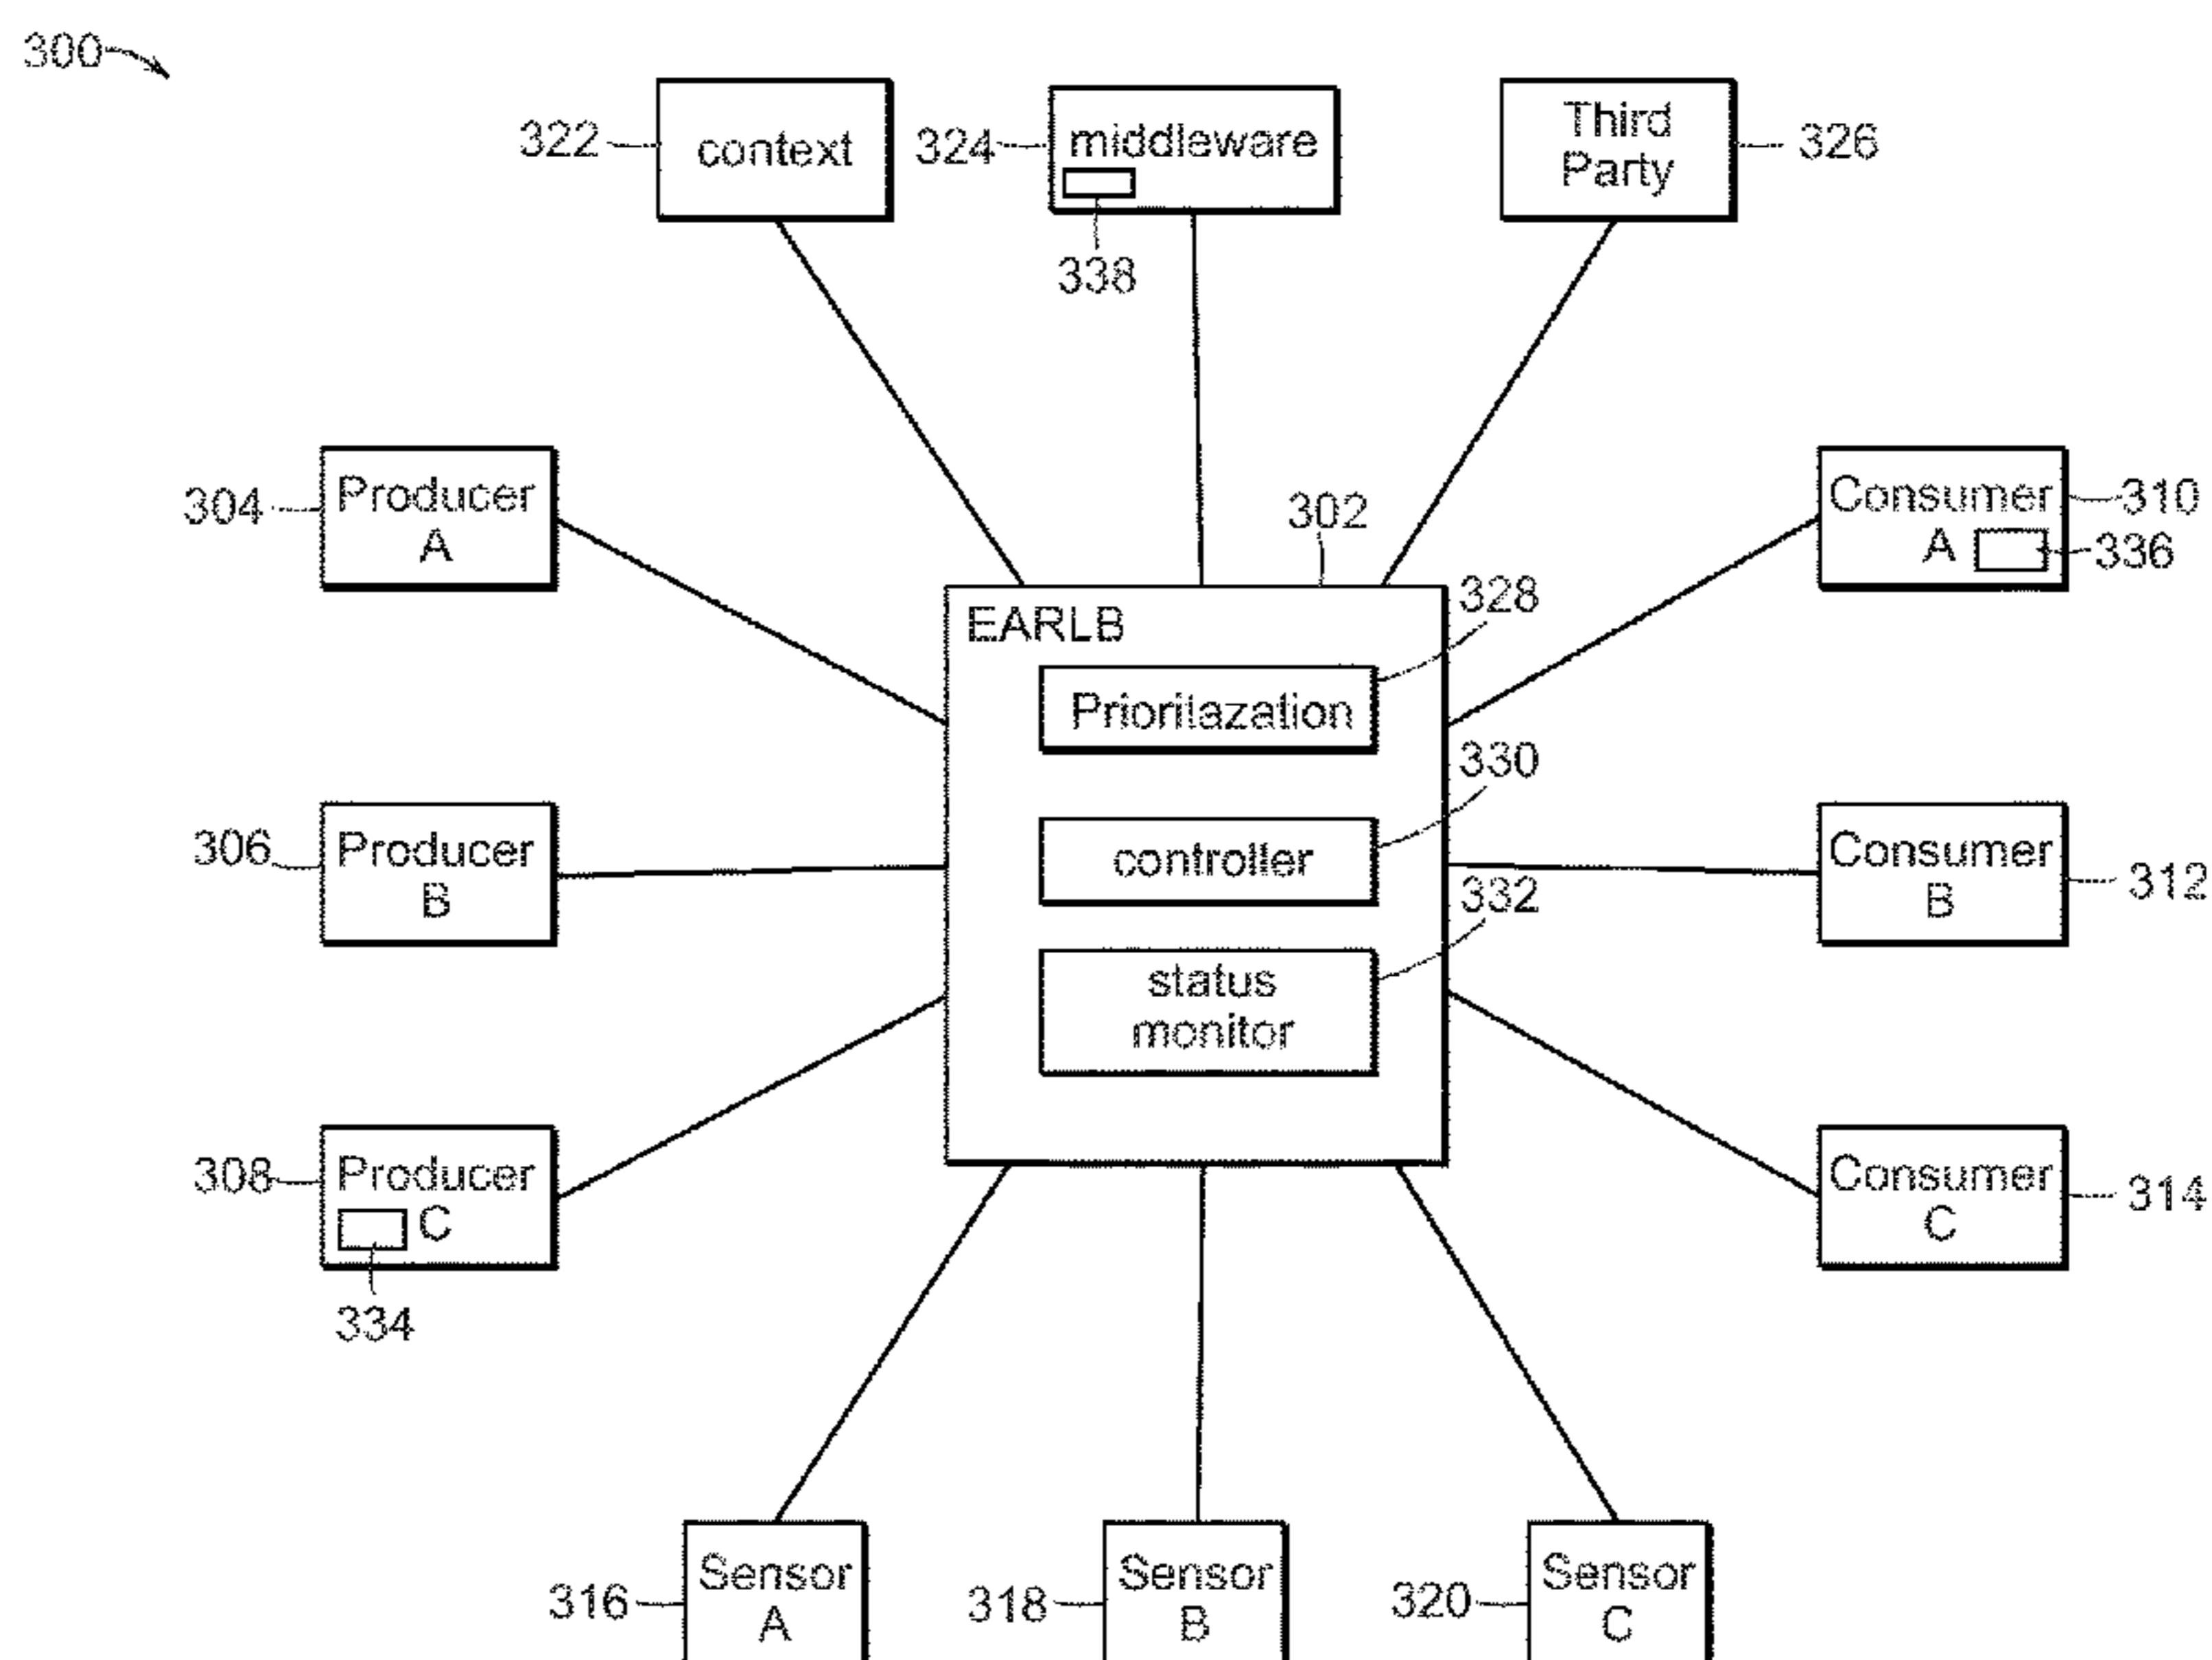 300
322
context
324
middleware
338
Third
Party
326
304
Producer
A
302
Consumer
A
310
336
EARLB
328
Prioritazation
330
306
Producer
B
controller
332
Consumer
B
312
status
monitor
308
Producer
C
334
Consumer
C
314
316
Sensor
A
318
Sensor
B
320
Sensor
C